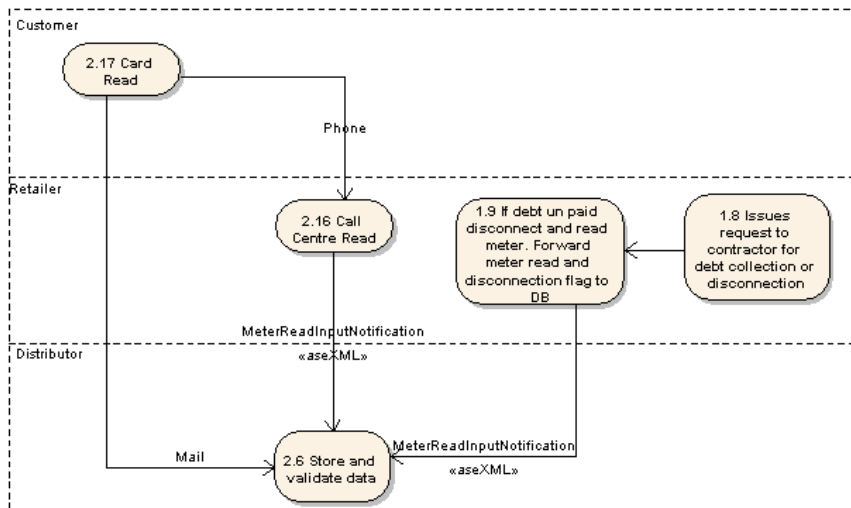 Customer
2.17 Card
Read
Phone
Retailer
2.16 Call
Centre Read
1.9 If debt un paid
disconnect and read
meter. Forward
meter read and
disconnection flag to
DB
1.8 Issues
request to
contractor for
debt collection or
disconnection
MeterReadInputNotification
«aseXML»
Distributor
Mail
2.6 Store and
validate data
MeterReadInputNotification
«aseXML»